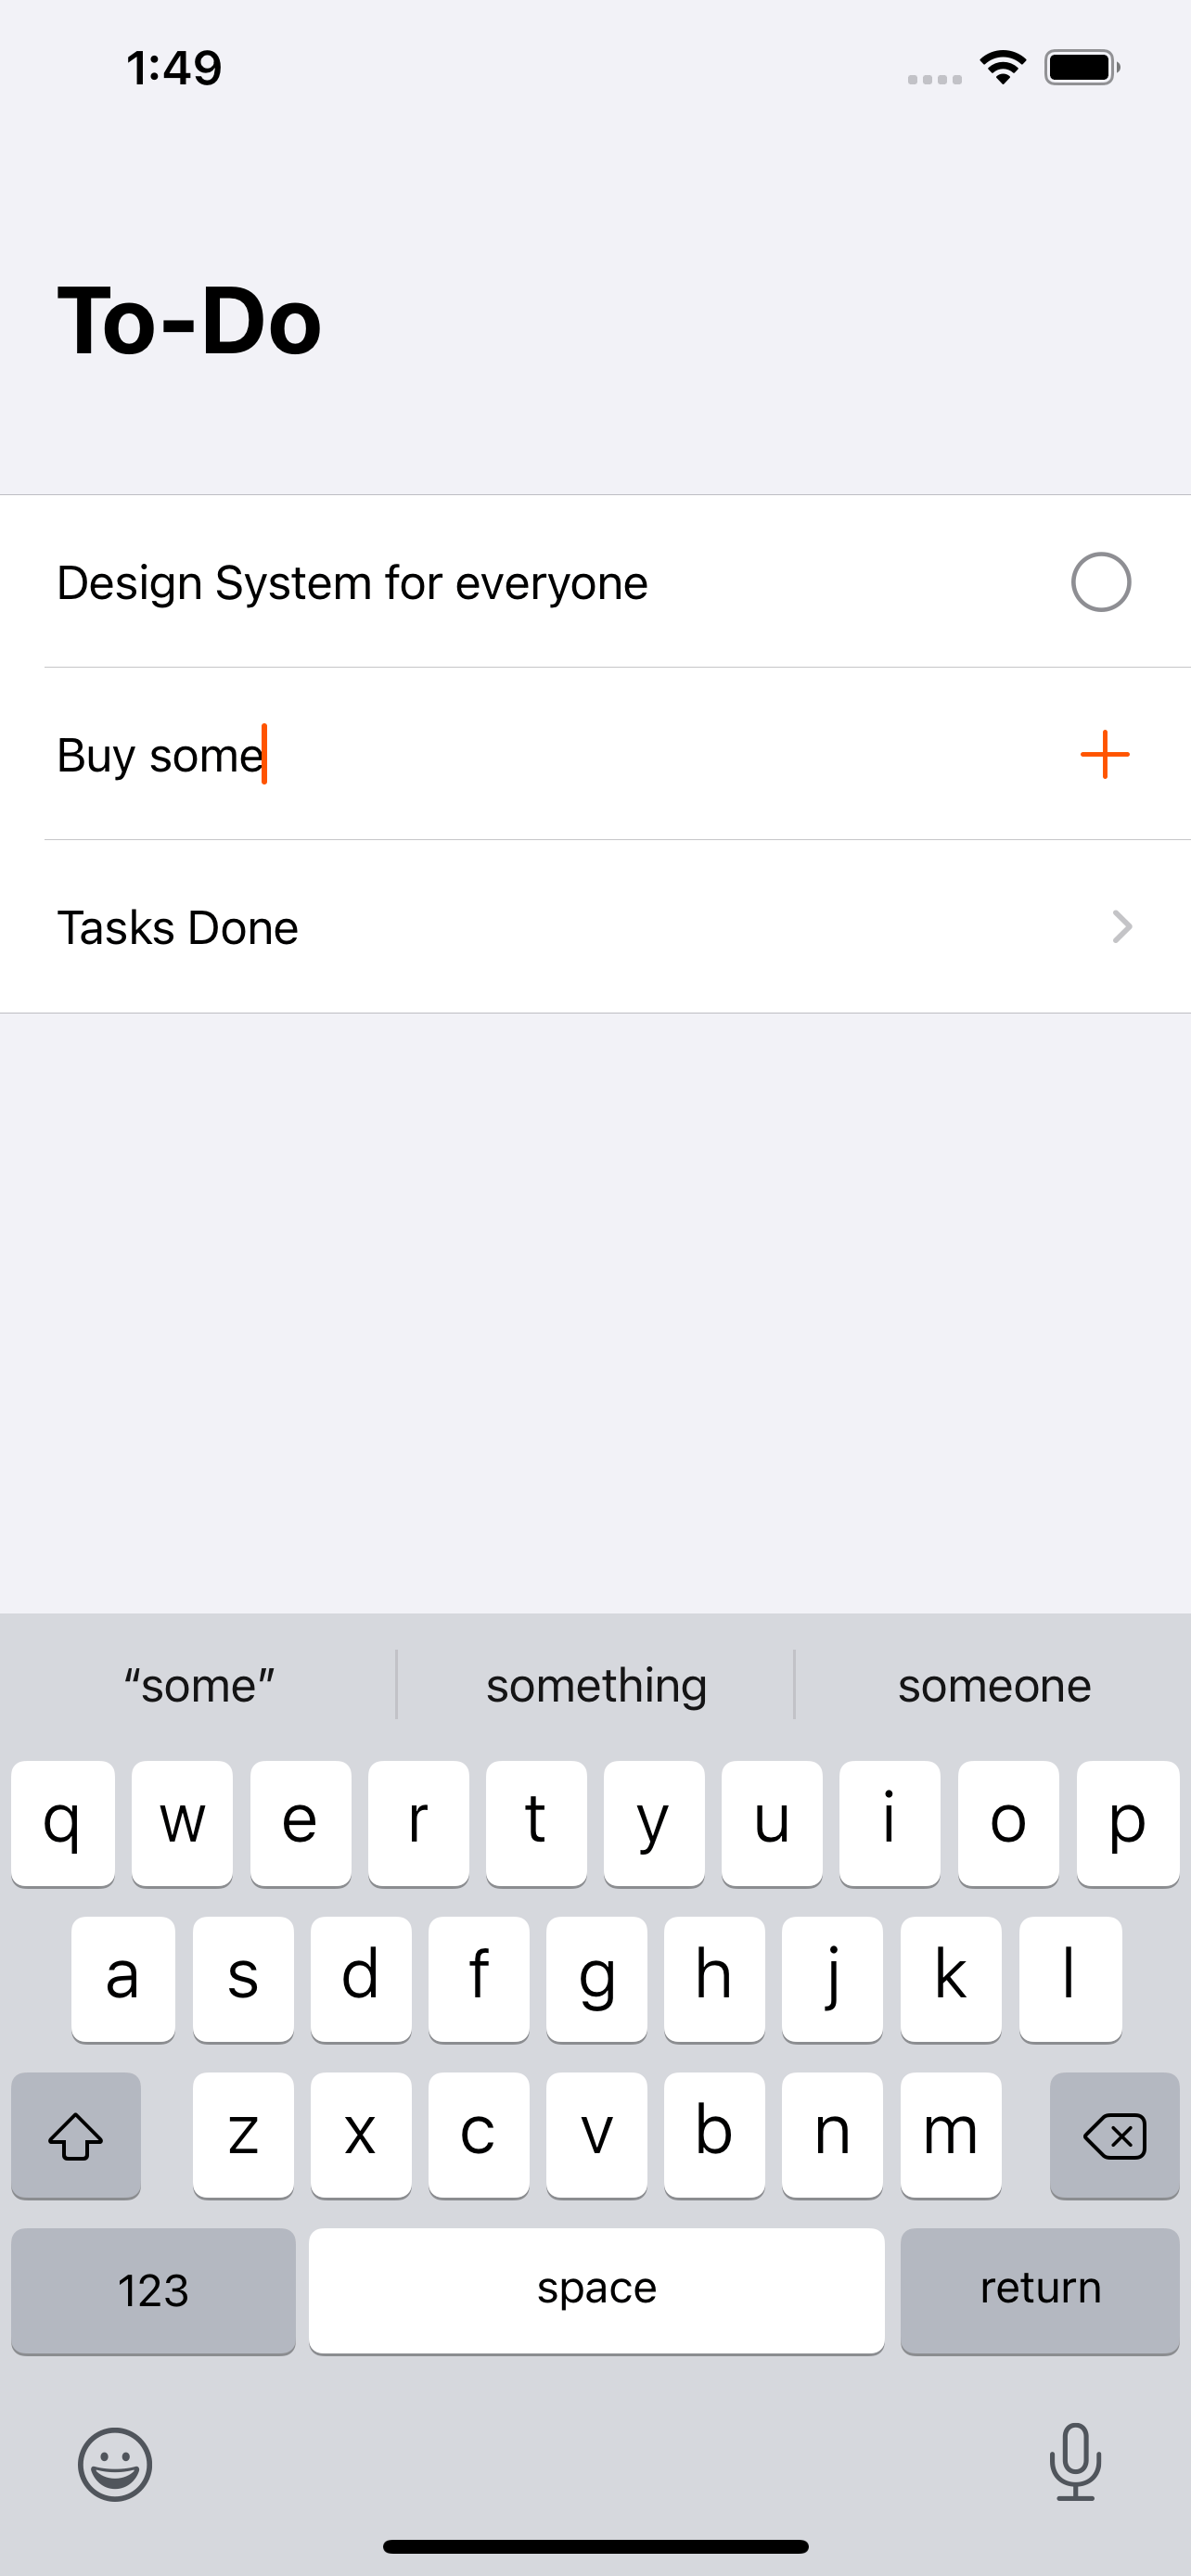 1:49
To-Do
Design System for everyone
Buy some
Tasks Done
“some” something someone
q w e r t y u i o p
a s d f g h j k l
z x c v b n m
123 space return